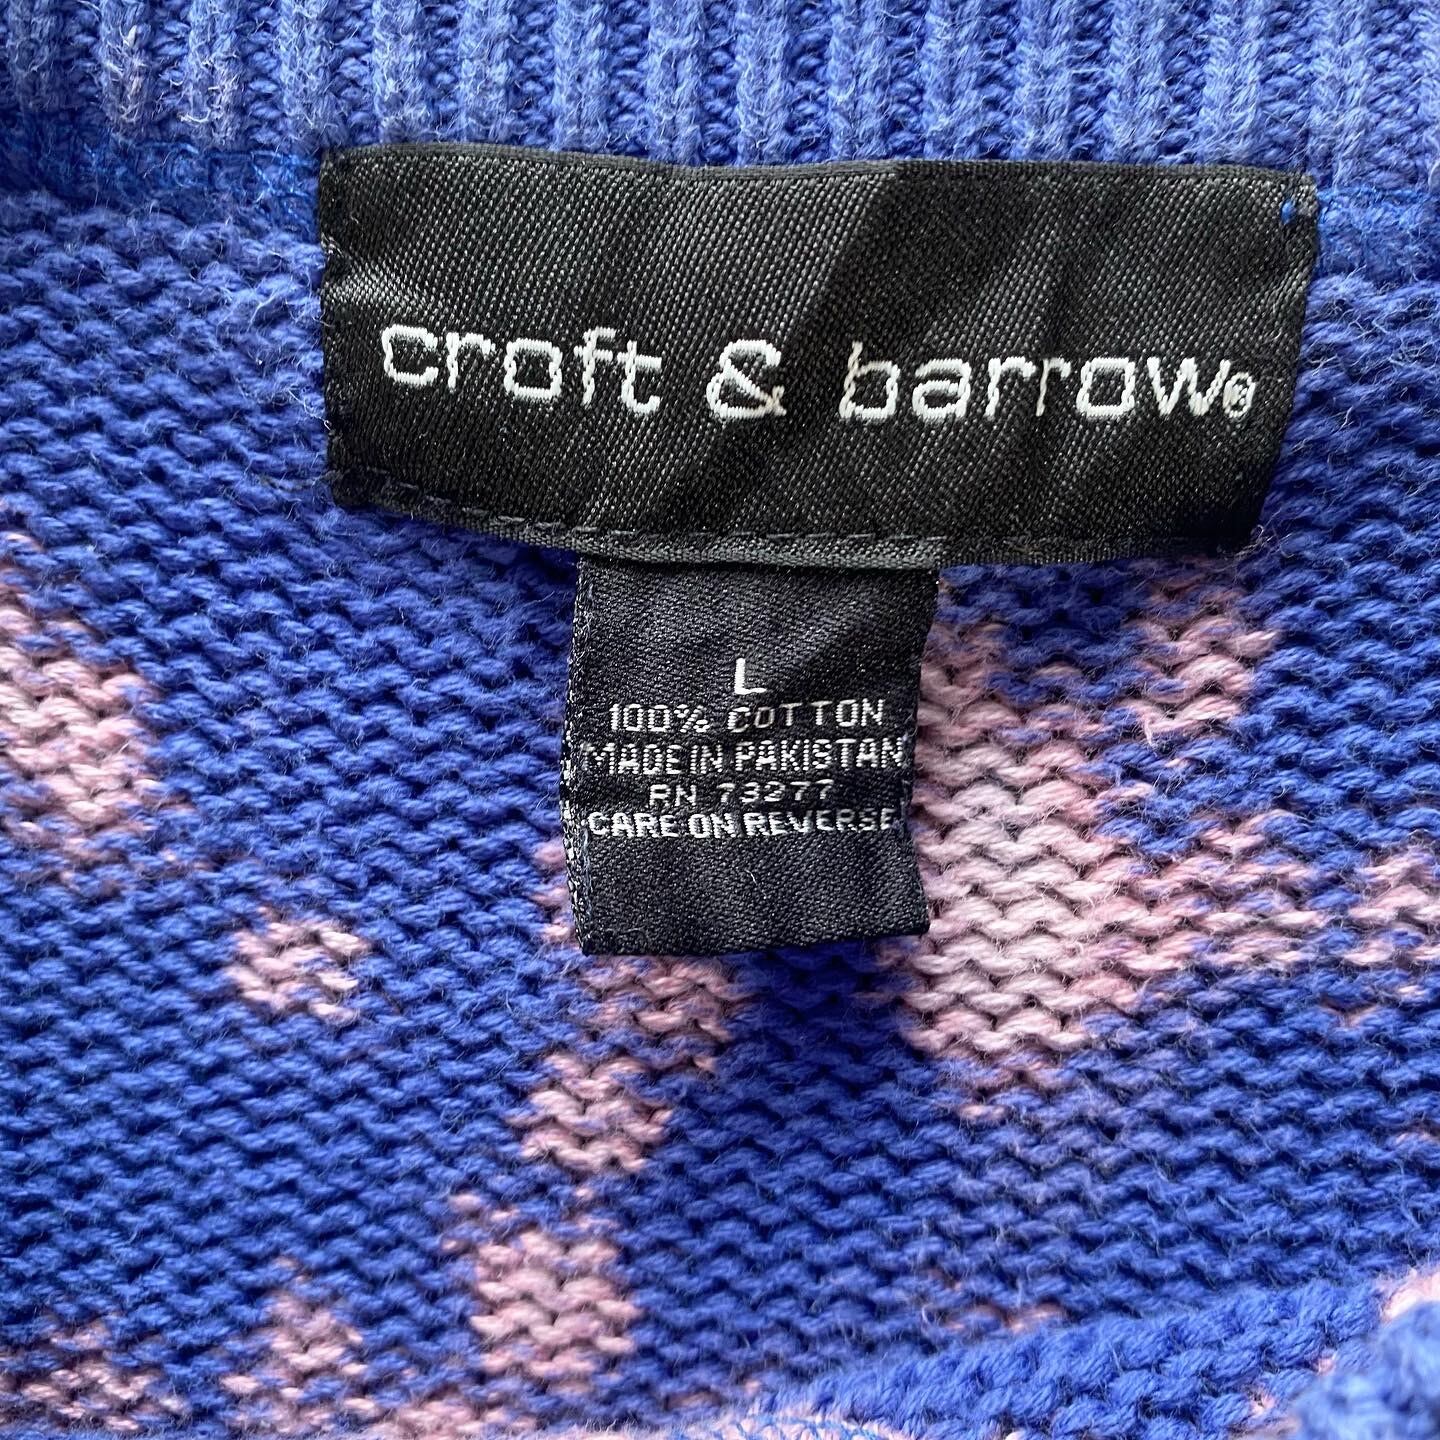 croft & barrow®
L
100% COTTON
MADE IN PAKISTAN
RN 73277
CARE ON REVERSE